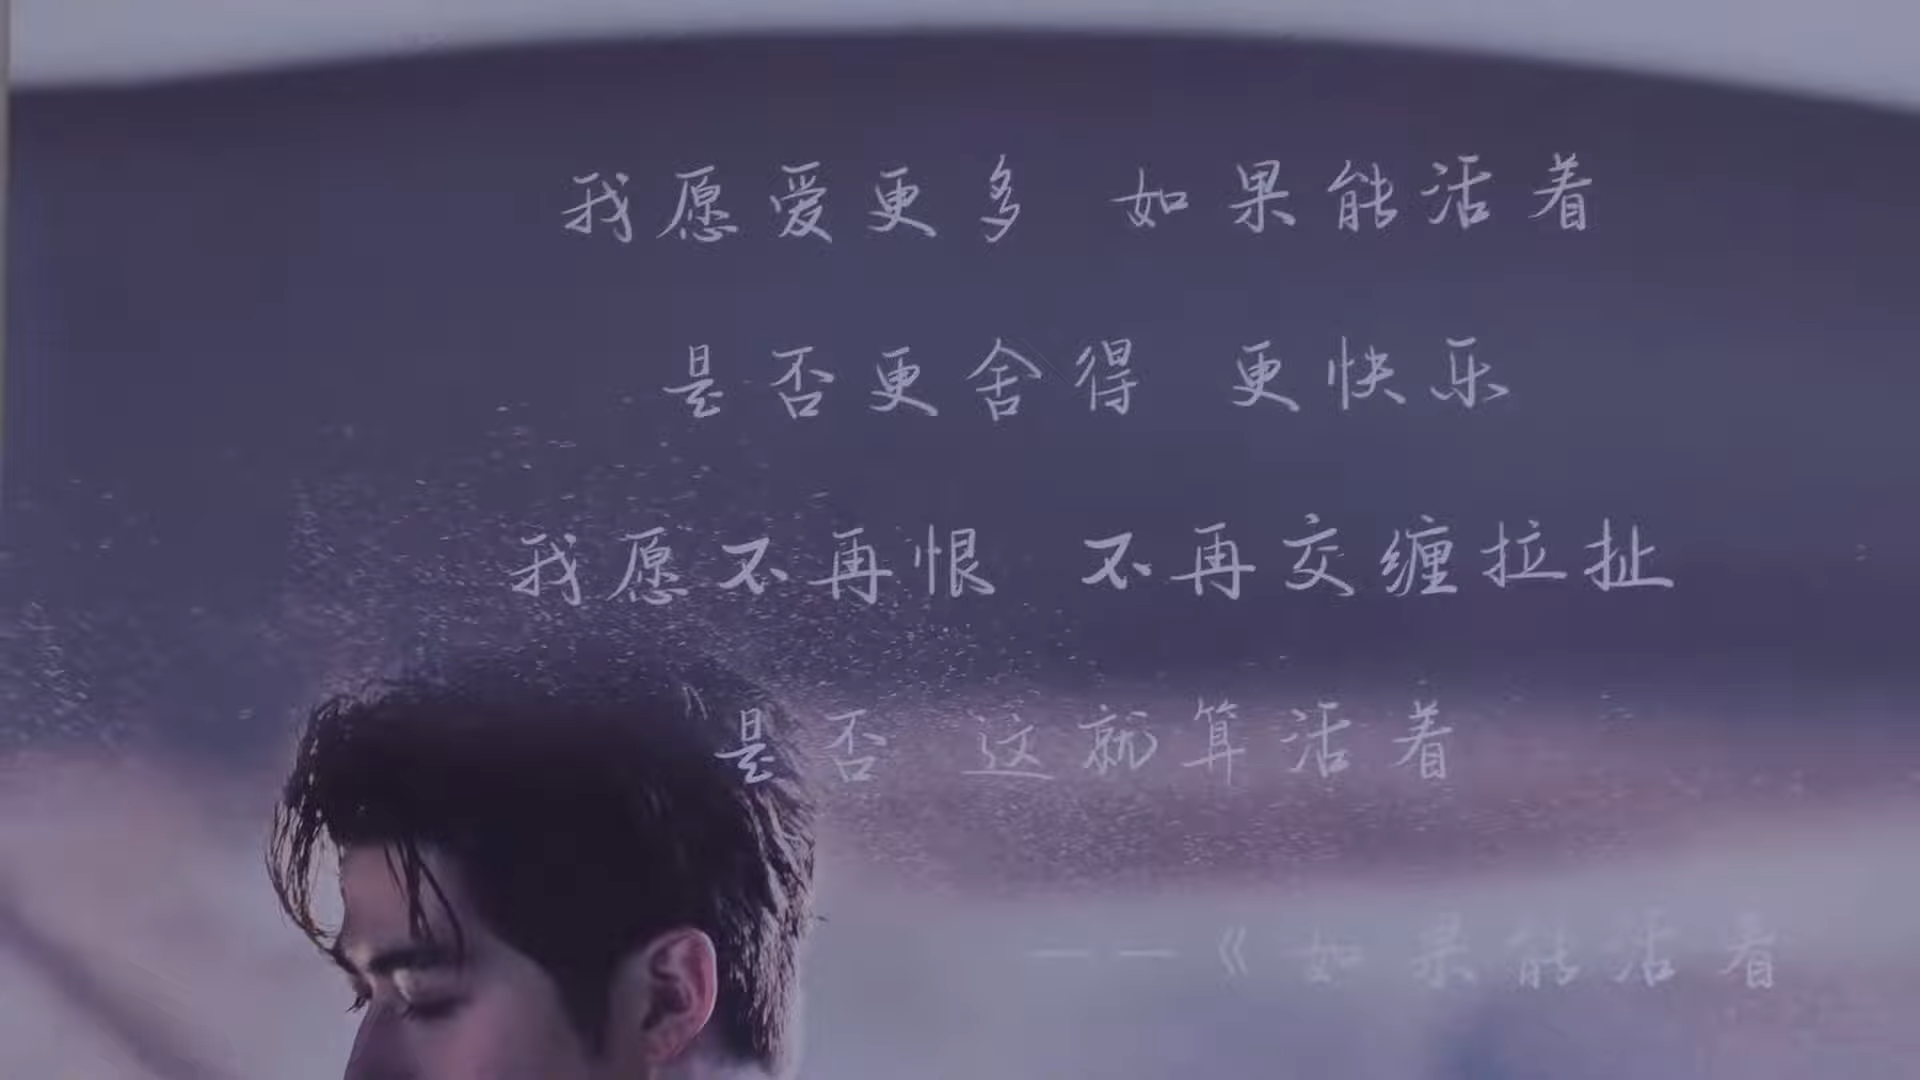 我愿爱更多 如果能活着
是否更舍得 更快乐
我愿不再恨 不再交缠拉扯
是否 这就算活着
——《如果能活着